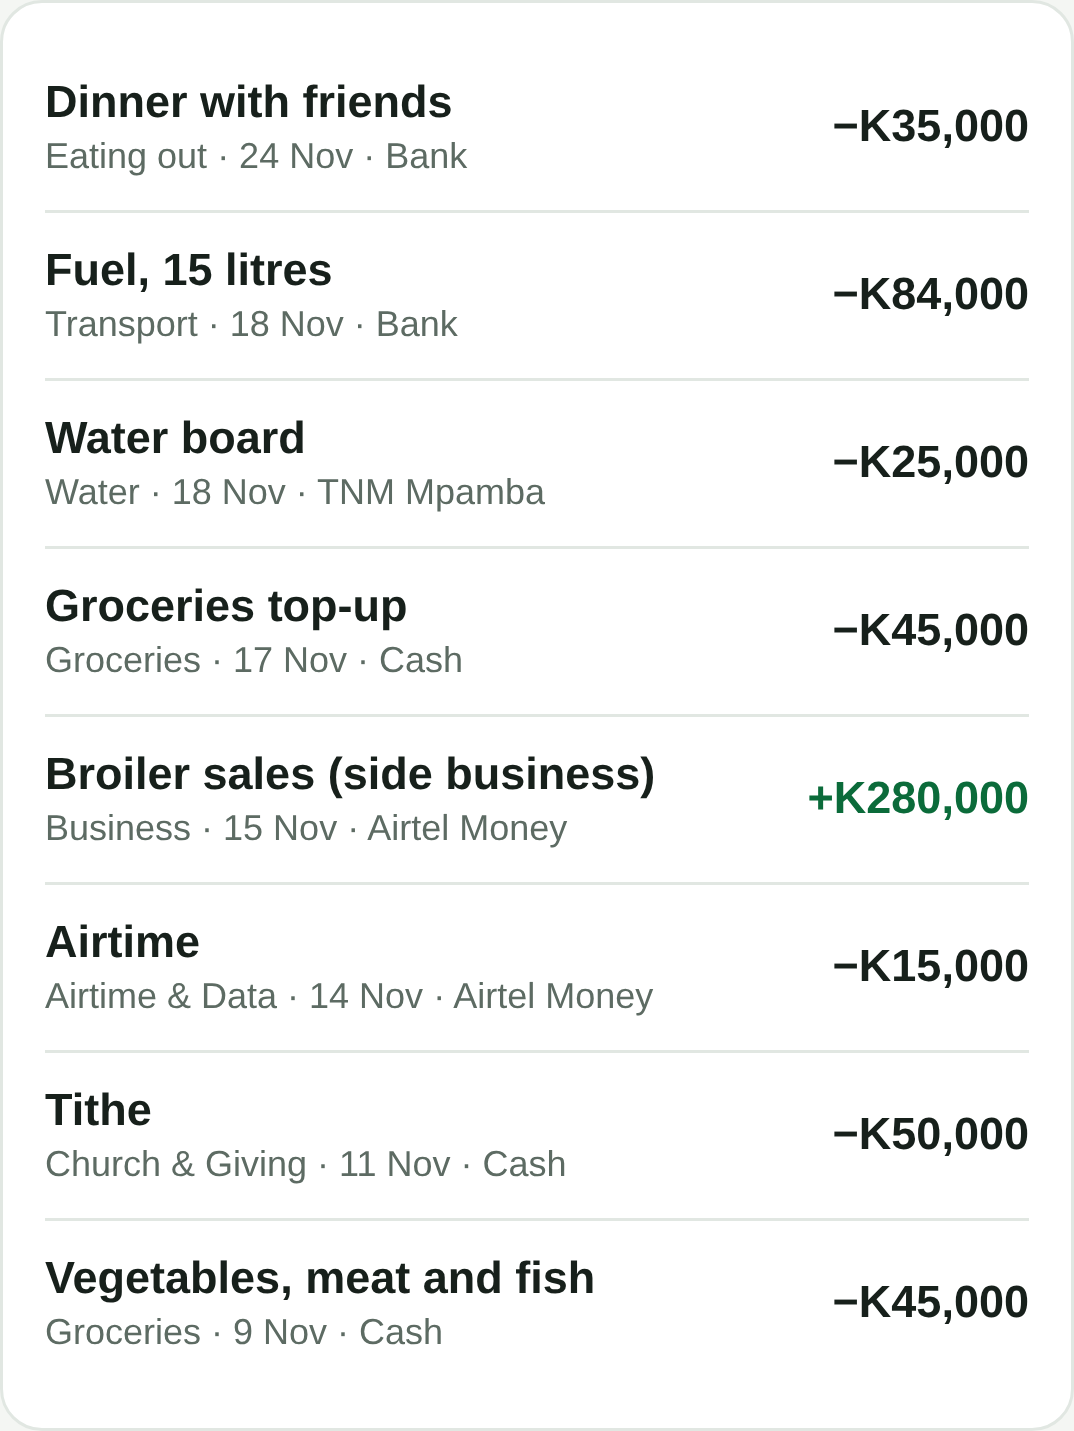 Dinner with friends
−K35,000
Eating out · 24 Nov · Bank
Fuel, 15 litres
−K84,000
Transport · 18 Nov · Bank
Water board
−K25,000
Water · 18 Nov · TNM Mpamba
Groceries top-up
−K45,000
Groceries · 17 Nov · Cash
Broiler sales (side business)
+K280,000
Business · 15 Nov · Airtel Money
Airtime
−K15,000
Airtime & Data · 14 Nov · Airtel Money
Tithe
−K50,000
Church & Giving · 11 Nov · Cash
Vegetables, meat and fish
−K45,000
Groceries · 9 Nov · Cash